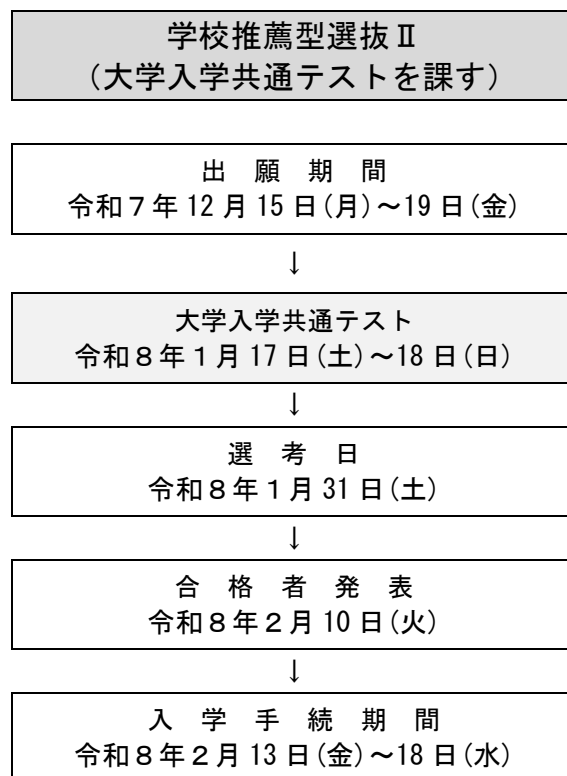 学校推薦型選抜Ⅱ
(大学入学共通テストを課す)
出 願 期 間
令和7年 12 月 15 日(月)～19 日(金)
↓
大学入学共通テスト
令和8年1月 17 日(土)～18 日(日)
↓
選 考 日
令和8年1月 31 日(土)
↓
合 格 者 発 表
令和8年2月 10 日(火)
↓
入 学 手 続 期 間
令和8年2月 13 日(金)～18 日(水)